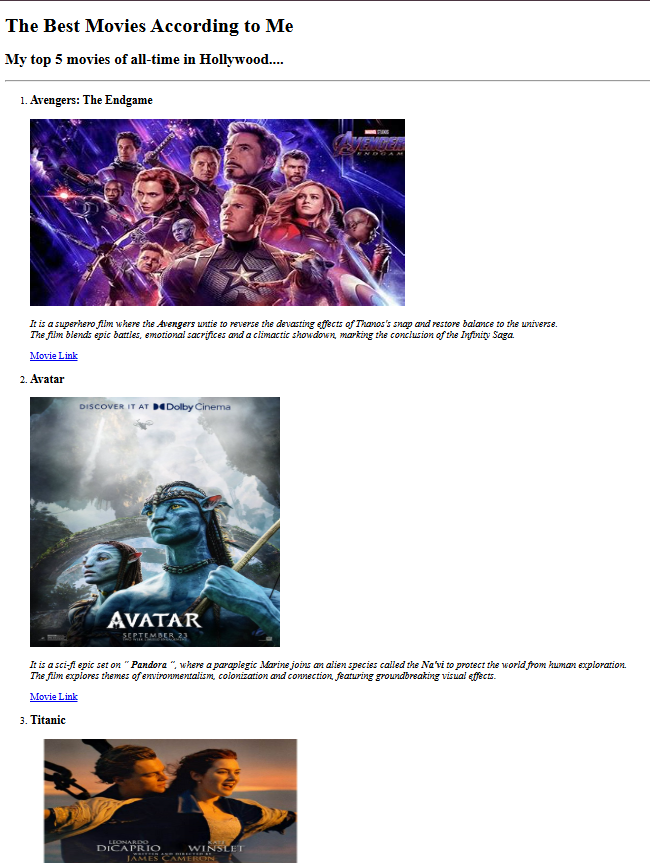 The Best Movies According to Me
My top 5 movies of all-time in Hollywood....
1. Avengers: The Endgame
MARVEL STUDIOS
AVENGERS
ENDGAME
It is a superhero film where the Avengers untie to reverse the devasting effects of Thanos's snap and restore balance to the universe.
The film blends epic battles, emotional sacrifices and a climactic showdown, marking the conclusion of the Infinity Saga.
Movie Link
2. Avatar
DISCOVER IT AT Dolby Cinema
AVATAR
SEPTEMBER 23
It is a sci-fi epic set on " Pandora ", where a paraplegic Marine joins an alien species called the Na'vi to protect the world from human exploration.
The film explores themes of environmentalism, colonization and connection, featuring groundbreaking visual effects.
Movie Link
3. Titanic
LEONARDO KATE
DICAPRIO WINSLET
WRITTEN AND DIRECTED BY
JAMES CAMERON